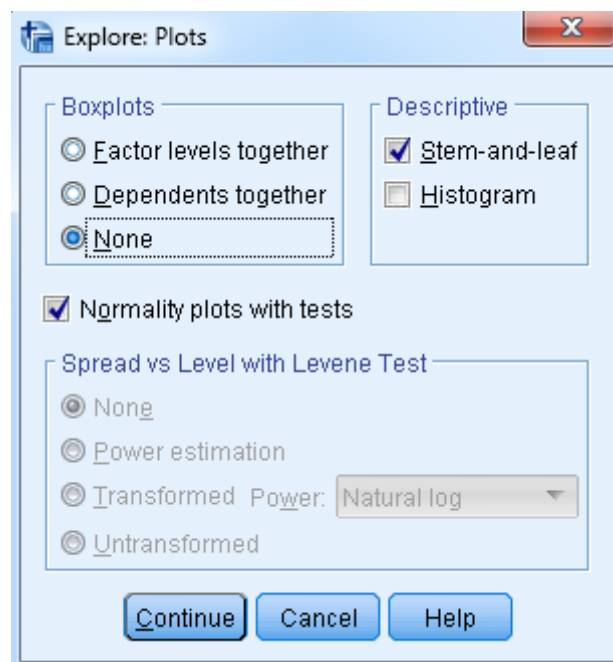 Explore: Plots
Boxplots
Factor levels together
Dependents together
None
Descriptive
Stem-and-leaf
Histogram
Normality plots with tests
Spread vs Level with Levene Test
None
Power estimation
Transformed Power: Natural log
Untransformed
Continue Cancel Help